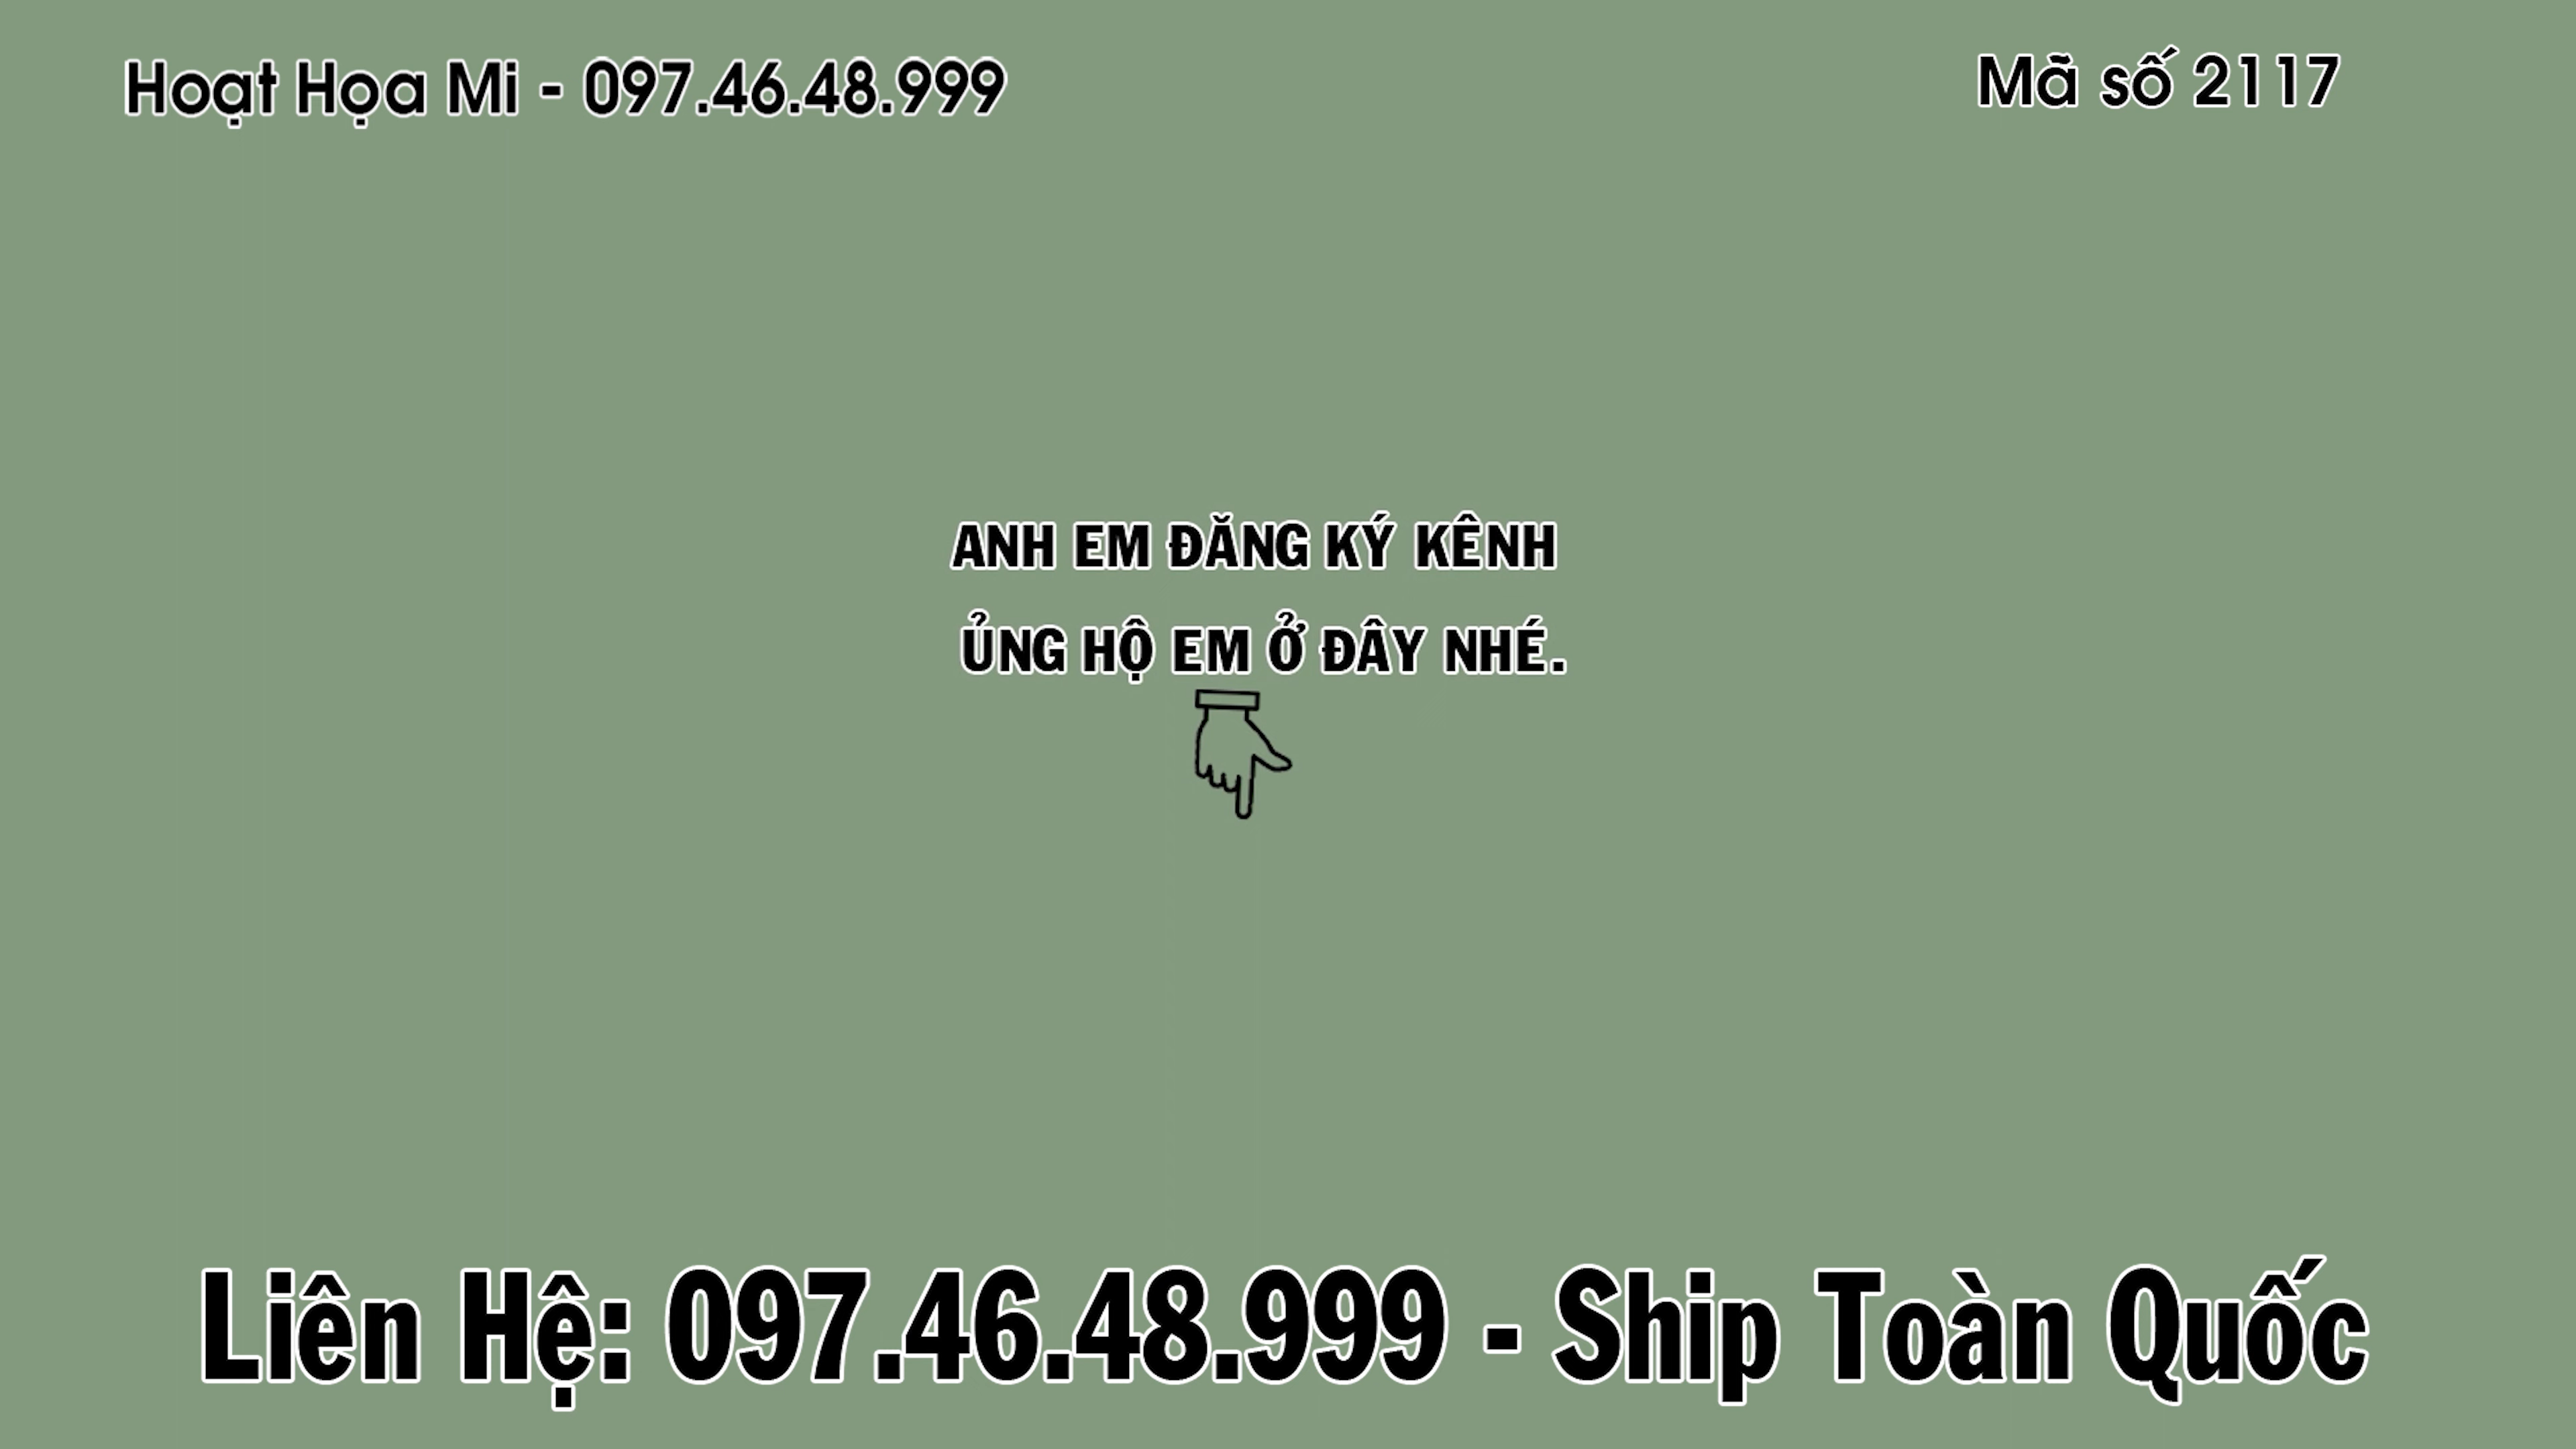 Hoạt Họa Mi - 097.46.48.999
Mã số 2117
ANH EM ĐĂNG KÝ KÊNH
ỦNG HỘ EM Ở ĐÂY NHÉ.
Liên Hệ: 097.46.48.999 - Ship Toàn Quốc